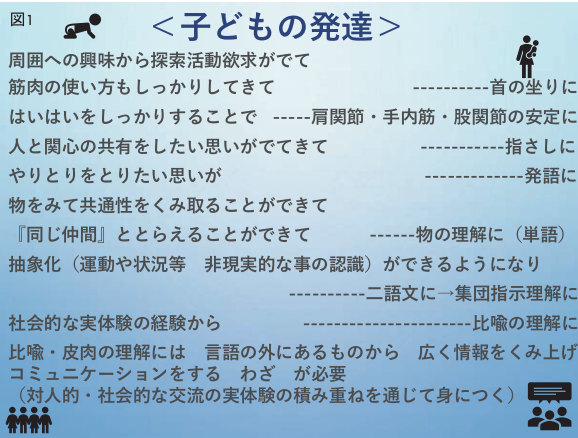 図1
＜子どもの発達＞
周囲への興味から探索活動欲求がでて
筋肉の使い方もしっかりしてきて ----------首の坐りに
はいはいをしっかりすることで -----肩関節・手内筋・股関節の安定に
人と関心の共有をしたい思いがでてきて -----------指さしに
やりとりをとりたい思いが -------------発語に
物をみて共通性をくみ取ることができて
『同じ仲間』ととらえることができて ------物の理解に（単語）
抽象化（運動や状況等　非現実的な事の認識）ができるようになり
----------二語文に→集団指示理解に
社会的な実体験の経験から ----------------------比喩の理解に
比喩・皮肉の理解には　言語の外にあるものから　広く情報をくみ上げ
コミュニケーションをする　わざ　が必要
（対人的・社会的な交流の実体験の積み重ねを通じて身につく）